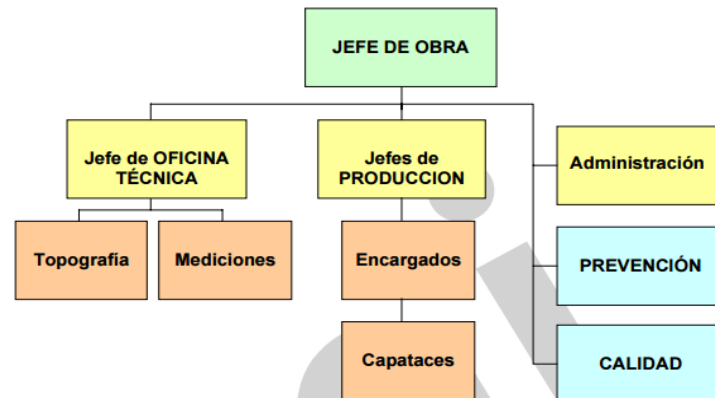 JEFE DE OBRA
Jefe de OFICINA
TÉCNICA
Jefes de
PRODUCCION
Administración
Topografía
Mediciones
Encargados
PREVENCIÓN
Capataces
CALIDAD